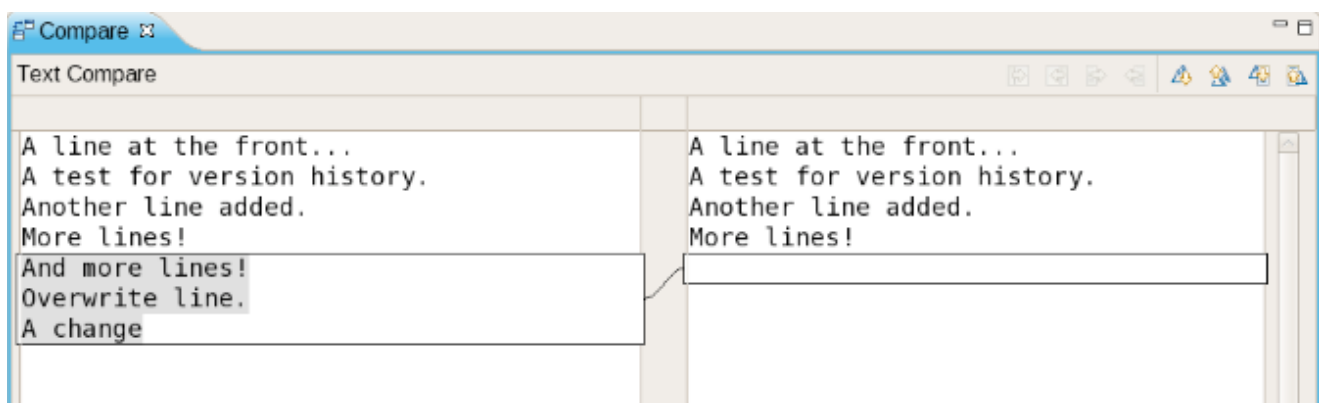 Compare
Text Compare
A line at the front...
A test for version history.
Another line added.
More lines!
And more lines!
Overwrite line.
A change
A line at the front...
A test for version history.
Another line added.
More lines!